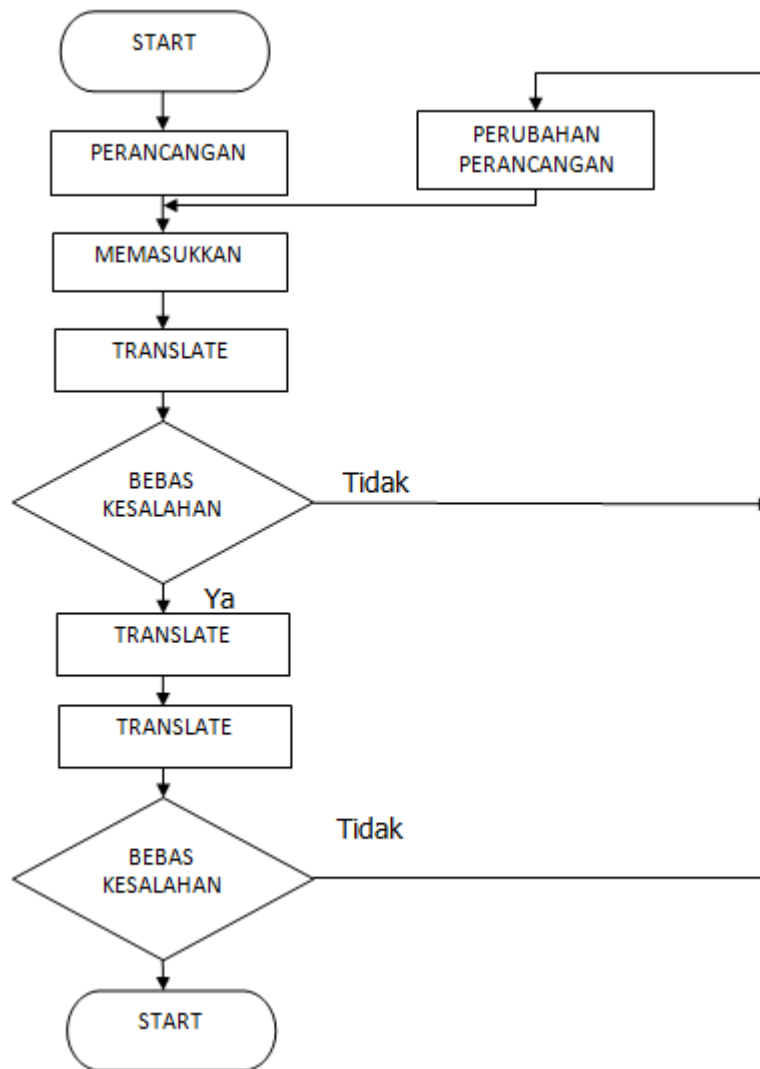 START
PERANCANGAN
PERUBAHAN
PERANCANGAN
MEMASUKKAN
TRANSLATE
BEBAS
KESALAHAN
Tidak
Ya
TRANSLATE
TRANSLATE
BEBAS
KESALAHAN
Tidak
START